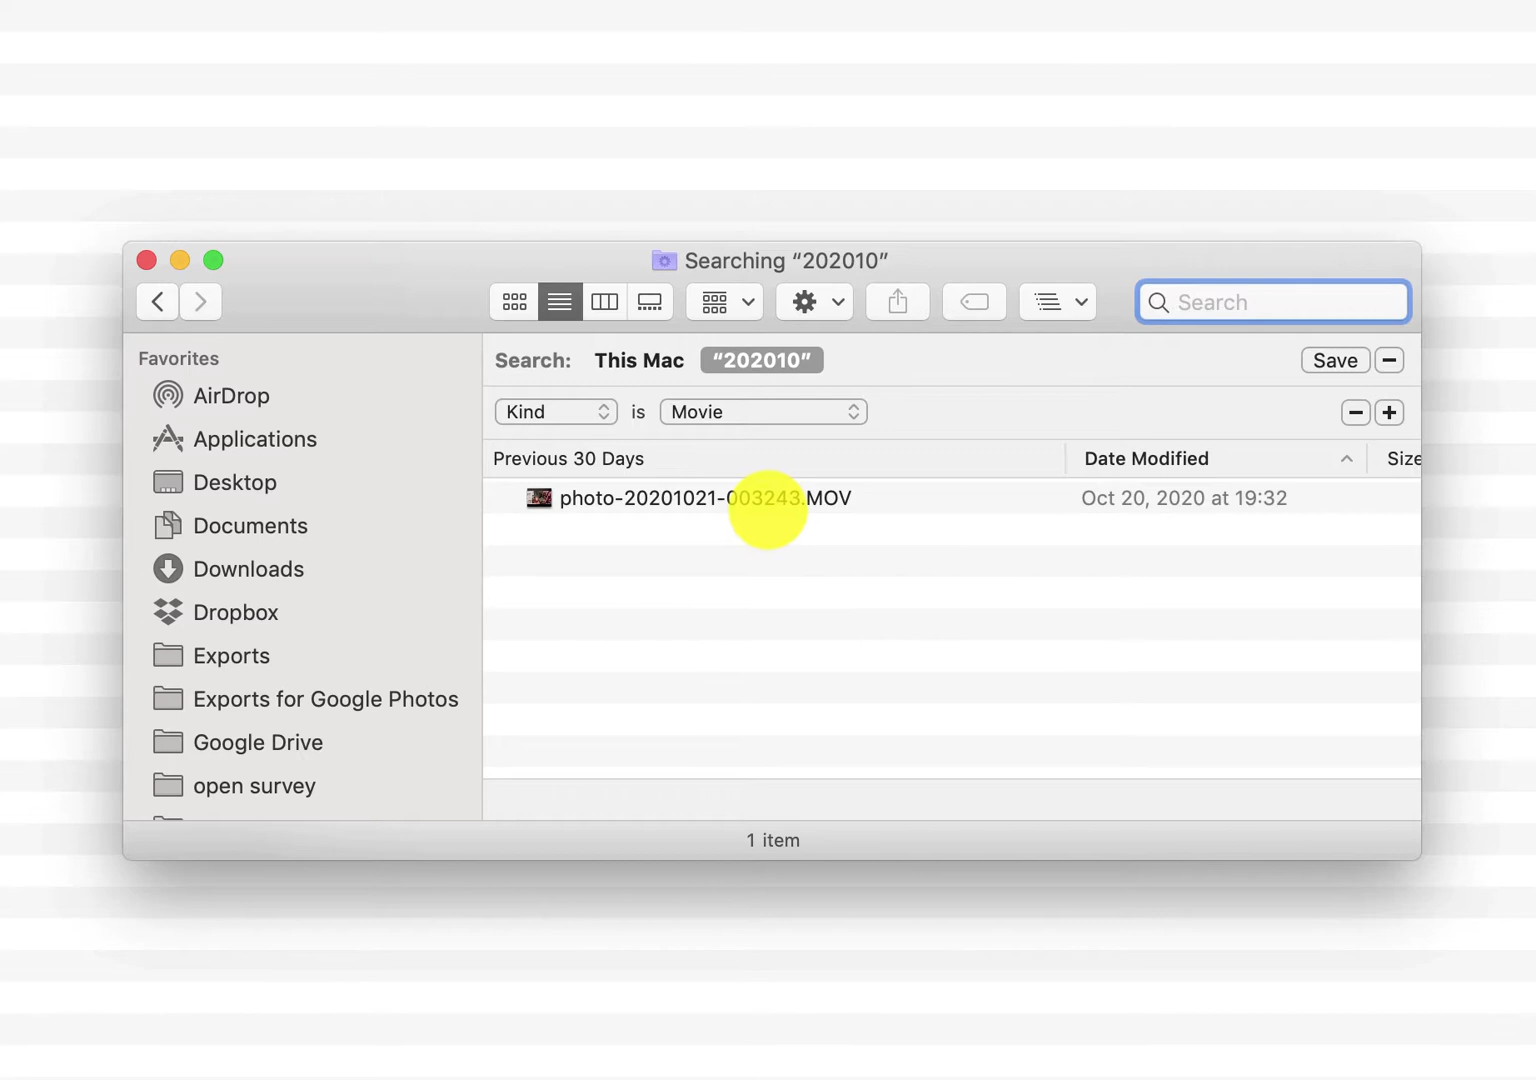 Searching “202010”
Search
Favorites
AirDrop
Applications
Desktop
Documents
Downloads
Dropbox
Exports
Exports for Google Photos
Google Drive
open survey
Search: This Mac “202010” Save
Kind is Movie
Previous 30 Days Date Modified Size
photo-20201021-003243.MOV Oct 20, 2020 at 19:32
1 item